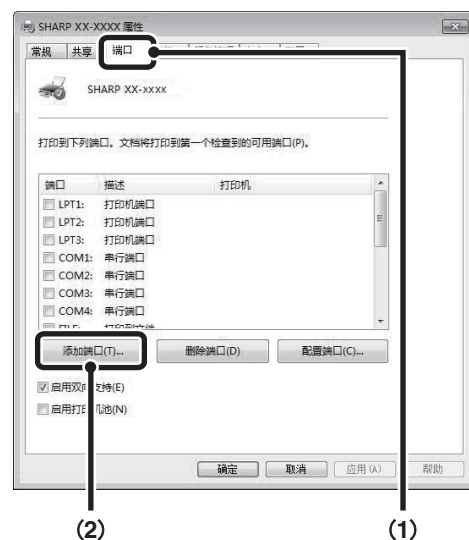 SHARP XX-XXXX 属性
常规 共享 端口
SHARP XX-xxxx
打印到下列端口。文档将打印到第一个检查到的可用端口(P)。
端口 描述 打印机
LPT1: 打印机端口
LPT2: 打印机端口
LPT3: 打印机端口
COM1: 串行端口
COM2: 串行端口
COM3: 串行端口
COM4: 串行端口
添加端口(T)... 删除端口(D) 配置端口(C)...
启用双向支持(E)
启用打印机池(N)
确定 取消 应用(A) 帮助
(2) (1)